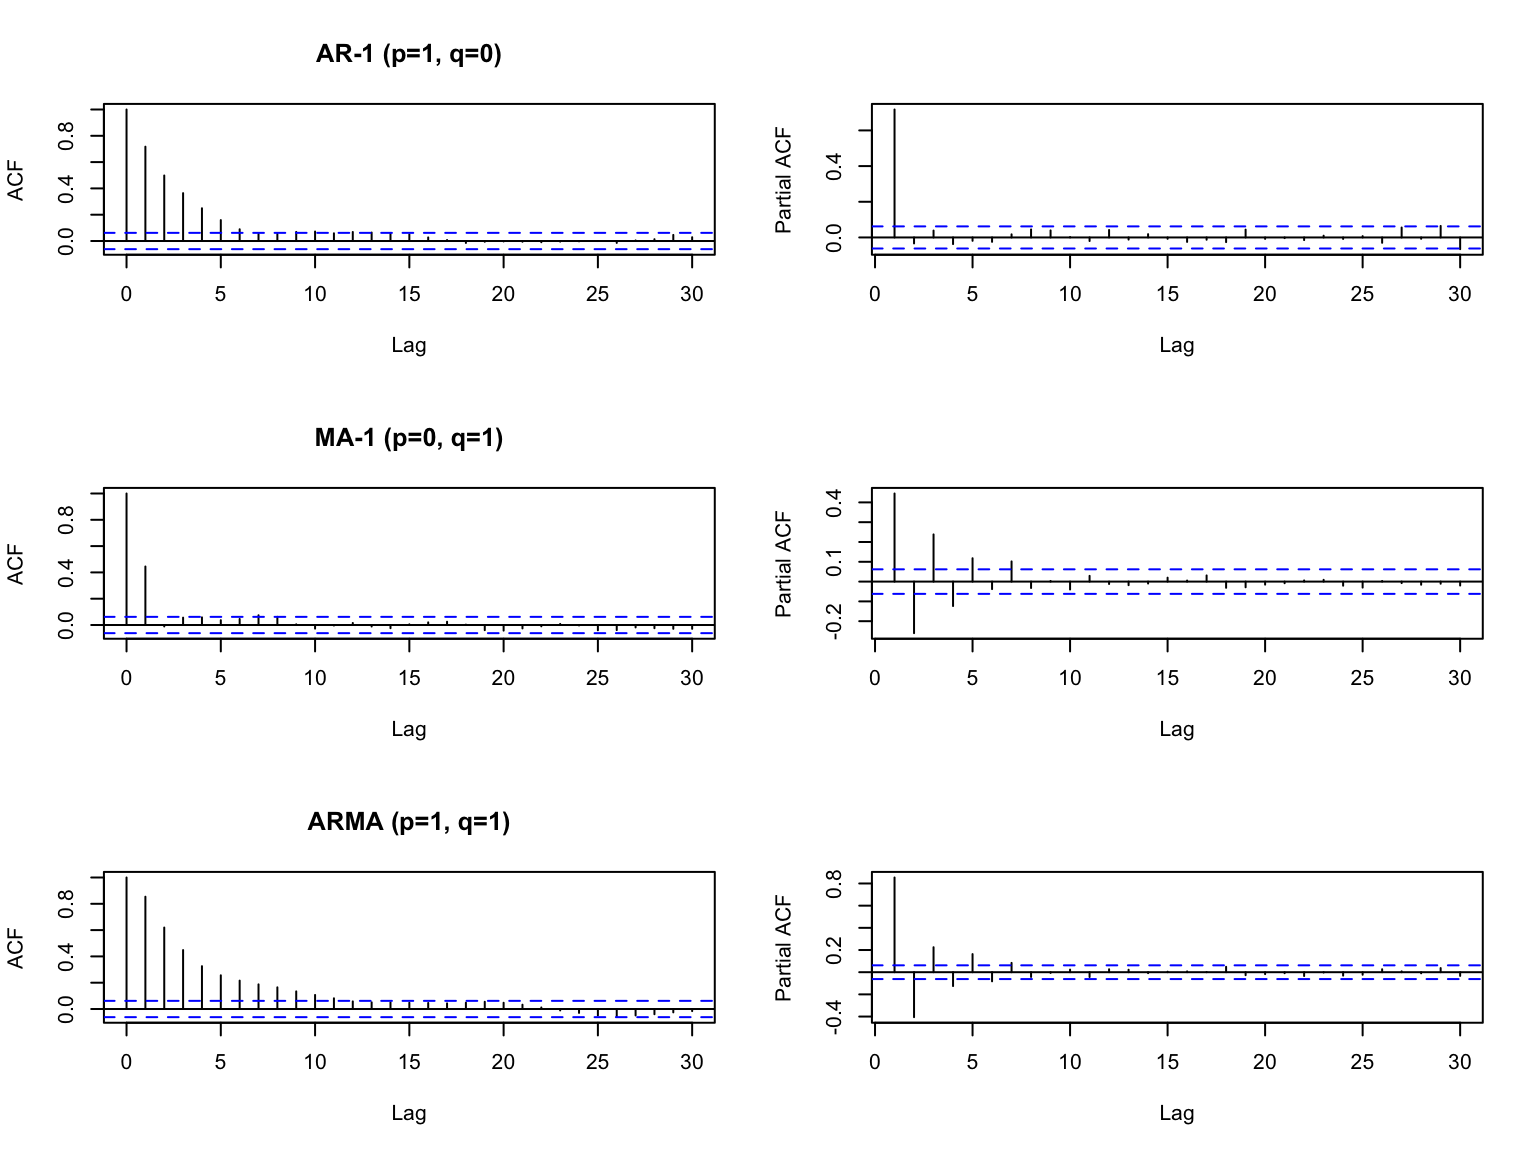 AR-1 (p=1, q=0)
ACF
0.0 0.4 0.8
0 5 10 15 20 25 30
Lag
Partial ACF
0.0 0.4
0 5 10 15 20 25 30
Lag
MA-1 (p=0, q=1)
ACF
0.0 0.4 0.8
0 5 10 15 20 25 30
Lag
Partial ACF
-0.2 0.1 0.4
0 5 10 15 20 25 30
Lag
ARMA (p=1, q=1)
ACF
0.0 0.4 0.8
0 5 10 15 20 25 30
Lag
Partial ACF
-0.4 0.2 0.8
0 5 10 15 20 25 30
Lag